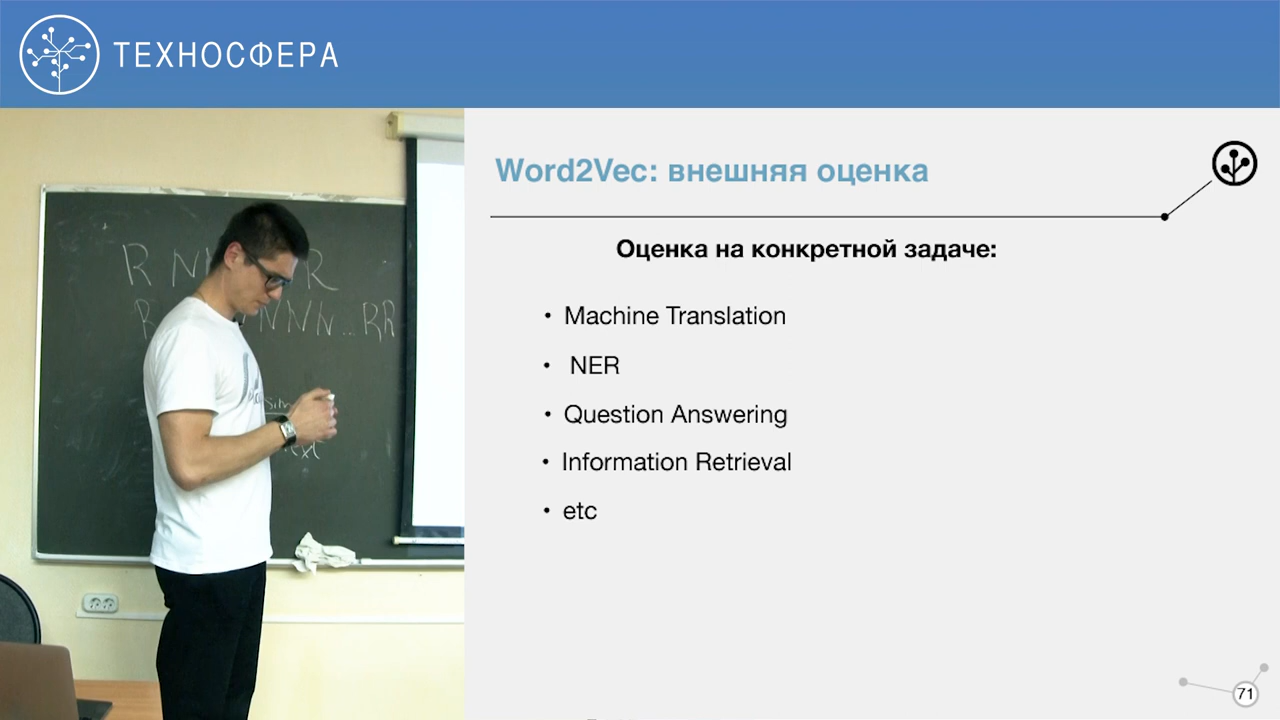 ТЕХНОСФЕРА
Word2Vec: внешняя оценка
Оценка на конкретной задаче:
• Machine Translation
• NER
• Question Answering
• Information Retrieval
• etc
71